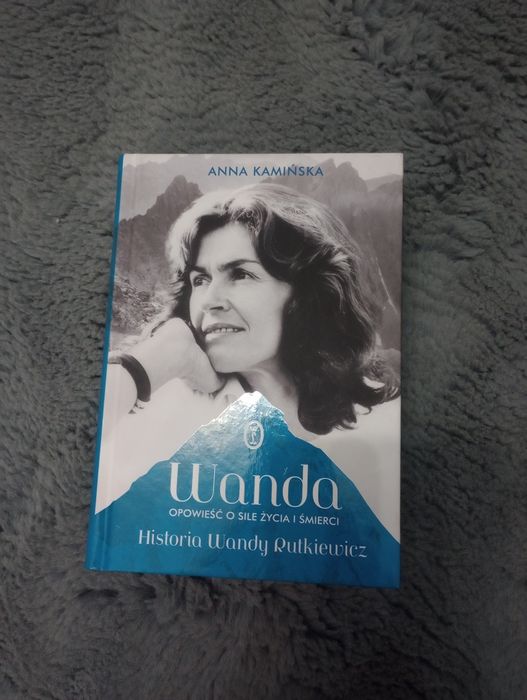 ANNA KAMIŃSKA
Wanda
OPOWIEŚĆ O SILE ŻYCIA I ŚMIERCI
Historia Wandy Rutkiewicz